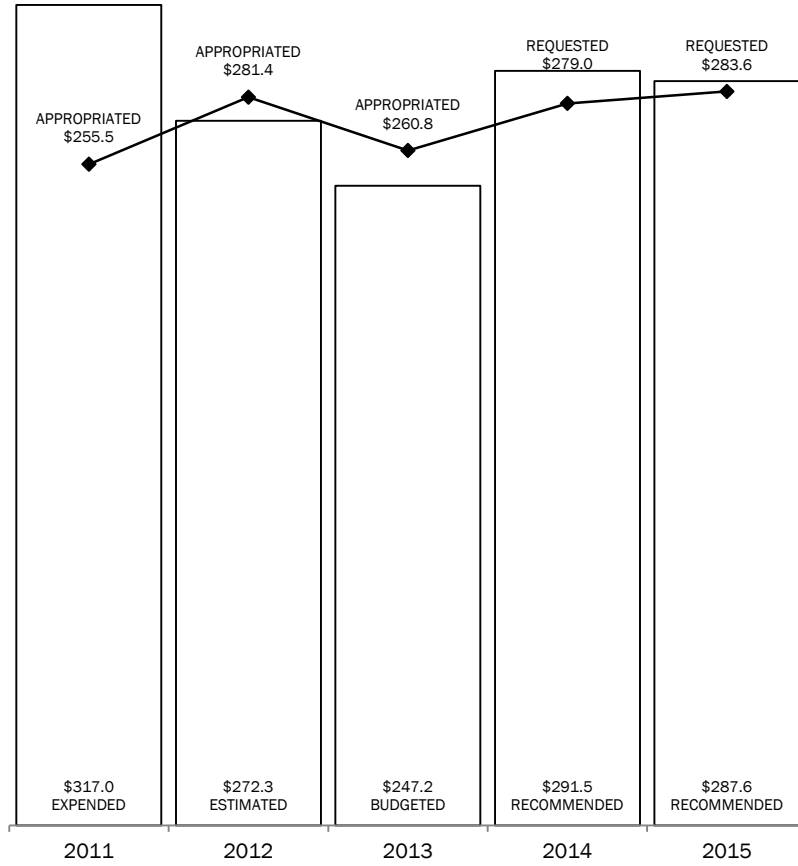 APPROPRIATED
$255.5
APPROPRIATED
$281.4
APPROPRIATED
$260.8
REQUESTED
$279.0
REQUESTED
$283.6
$317.0
EXPENDED
$272.3
ESTIMATED
$247.2
BUDGETED
$291.5
RECOMMENDED
$287.6
RECOMMENDED
2011
2012
2013
2014
2015